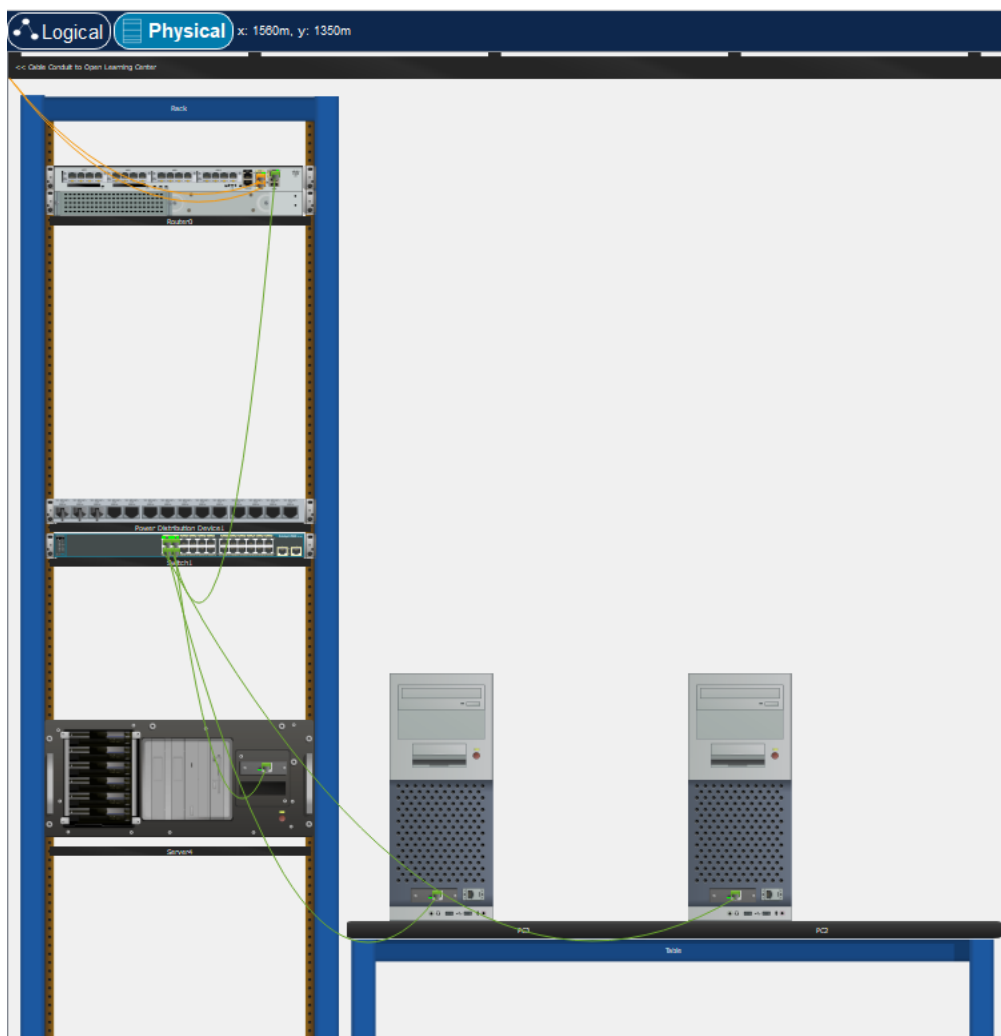 Logical Physical x: 1560m, y: 1350m
<< Cable Conduit to Open Learning Center
Rack
Router0
Power Distribution Device1
Switch1
Server4
PC3 PC2
Table